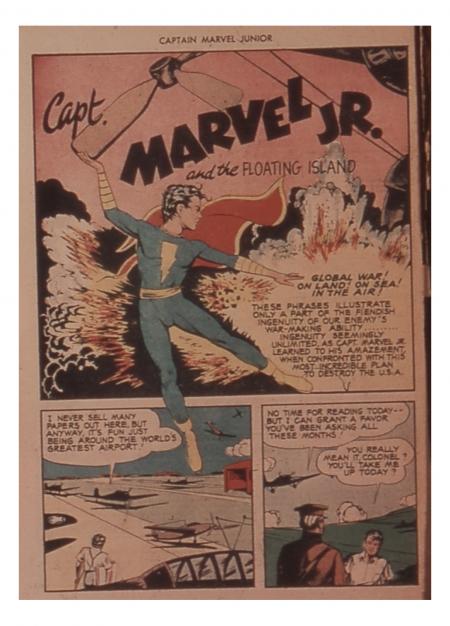 CAPTAIN MARVEL JUNIOR
Capt.
MARVEL JR.
and the FLOATING ISLAND
GLOBAL WAR!
ON LAND! ON SEA!
IN THE AIR!
THESE PHRASES ILLUSTRATE
ONLY A PART OF THE FIENDISH
INGENUITY OF OUR ENEMY'S
WAR-MAKING ABILITY.....
INGENUITY SEEMINGLY
UNLIMITED, AS CAPT. MARVEL JR.
LEARNED TO HIS AMAZEMENT,
WHEN CONFRONTED WITH THIS
MOST INCREDIBLE PLAN
TO DESTROY THE U.S.A.
I NEVER SELL MANY
PAPERS OUT HERE, BUT
ANYWAY, IT'S FUN JUST
BEING AROUND THE WORLD'S
GREATEST AIRPORT!
NO TIME FOR READING TODAY--
BUT I CAN GRANT A FAVOR
YOU'VE BEEN ASKING ALL
THESE MONTHS!
YOU REALLY
MEAN IT, COLONEL?
YOU'LL TAKE ME
UP TODAY?